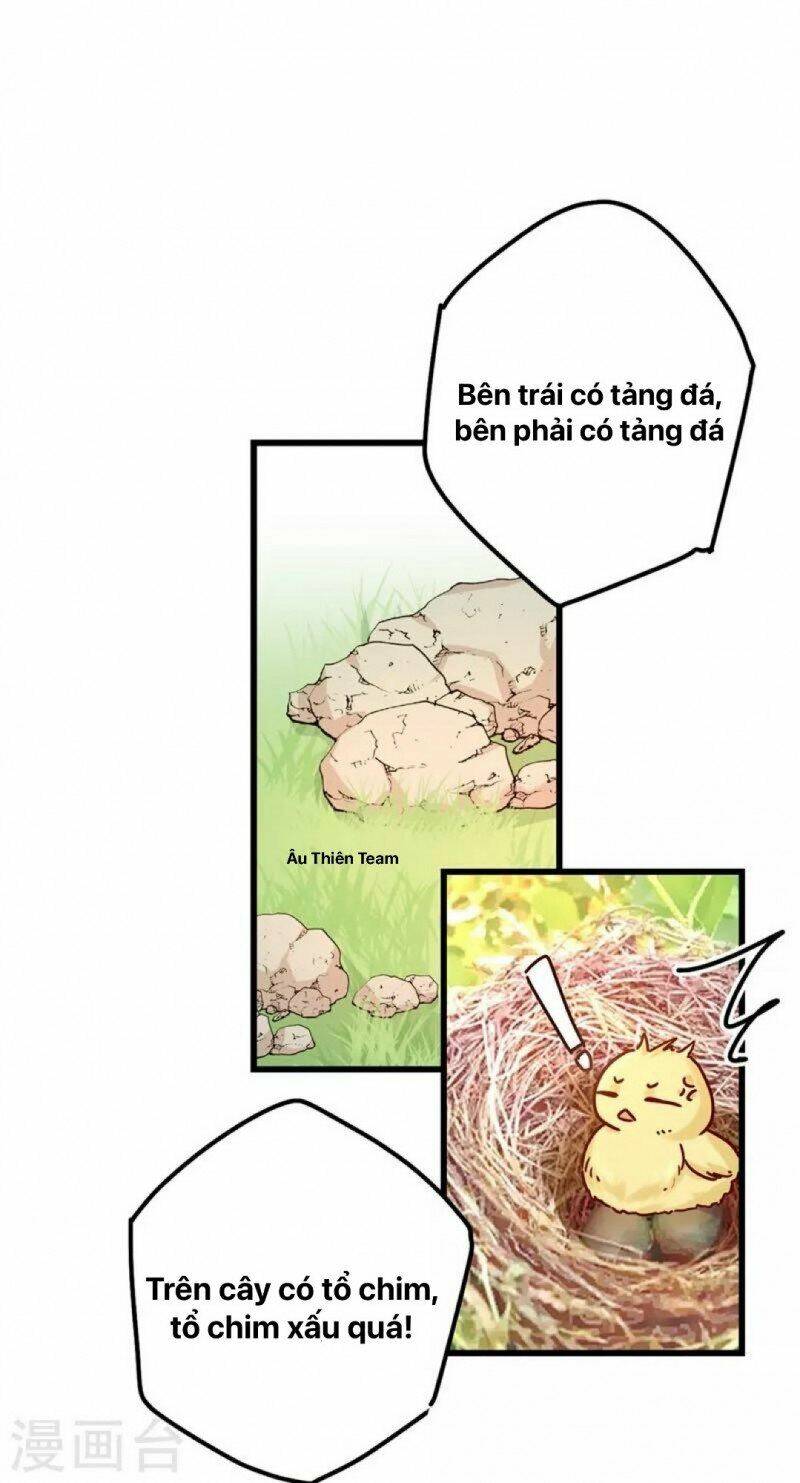 Bên trái có tảng đá,
bên phải có tảng đá
Âu Thiên Team
!
Trên cây có tổ chim,
tổ chim xấu quá!
漫画台